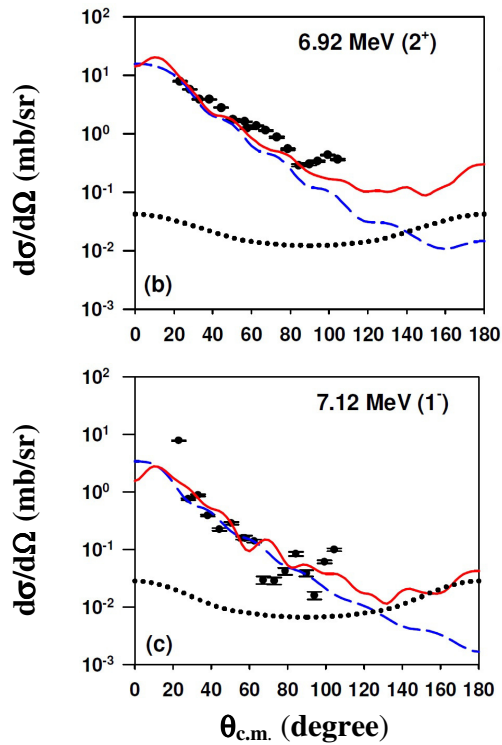 10²
10¹
10⁰
10⁻¹
10⁻²
10⁻³
dσ/dΩ (mb/sr)
6.92 MeV (2⁺)
(b)
0 20 40 60 80 100 120 140 160 180
10²
10¹
10⁰
10⁻¹
10⁻²
10⁻³
dσ/dΩ (mb/sr)
7.12 MeV (1⁻)
(c)
0 20 40 60 80 100 120 140 160 180
θc.m. (degree)